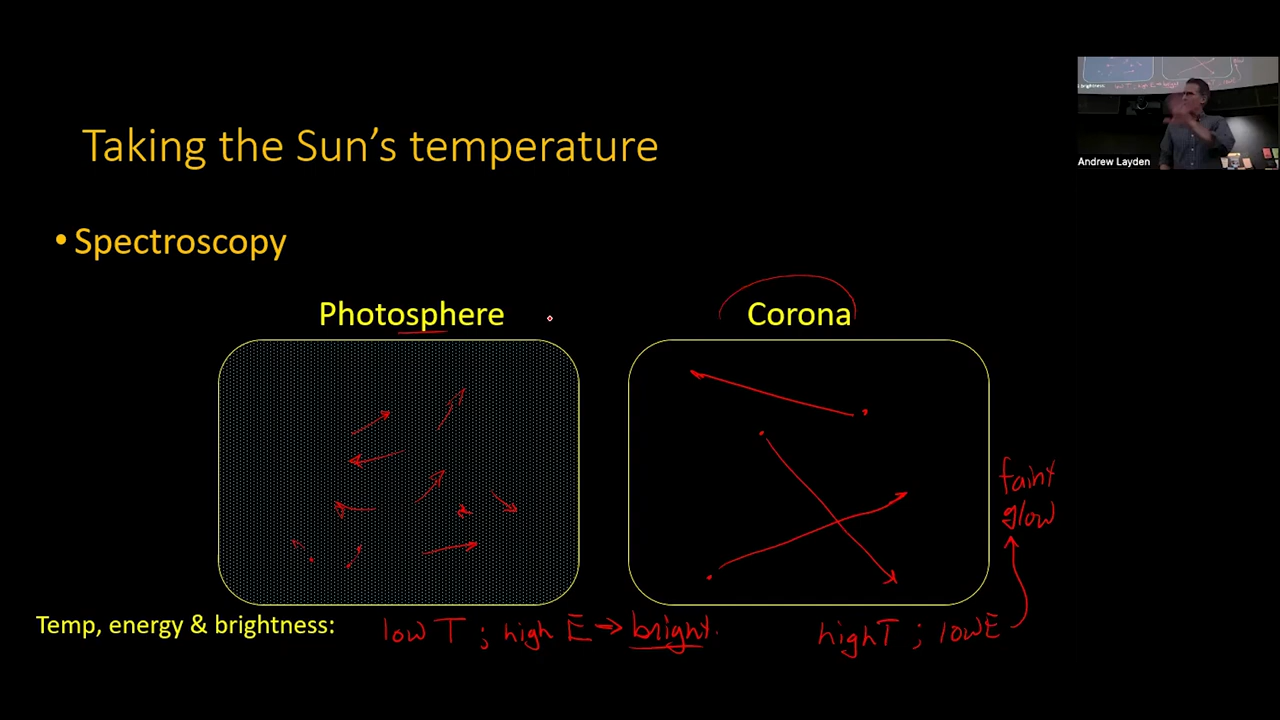 Taking the Sun's temperature
Andrew Layden
• Spectroscopy
Photosphere
Corona
faint
glow
Temp, energy & brightness:
low T ; high E → bright.
high T ; low E